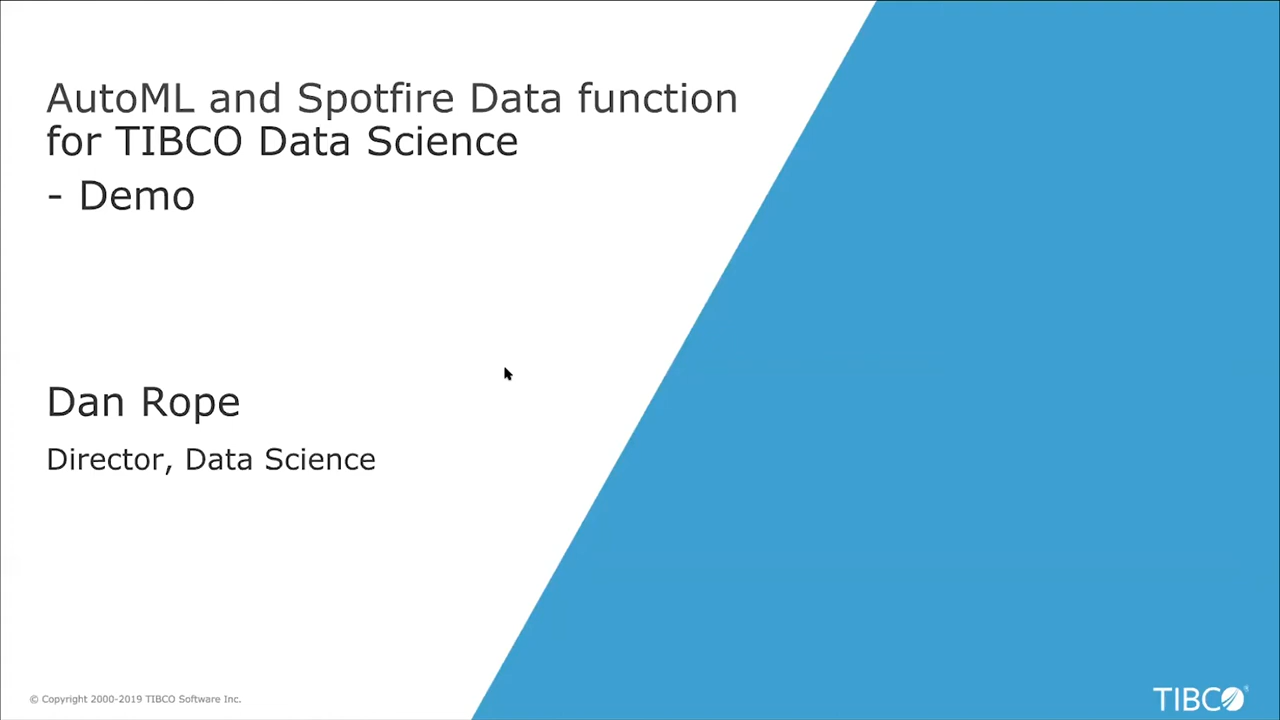 AutoML and Spotfire Data function
for TIBCO Data Science
- Demo
Dan Rope
Director, Data Science
© Copyright 2000-2019 TIBCO Software Inc.
TIBCO